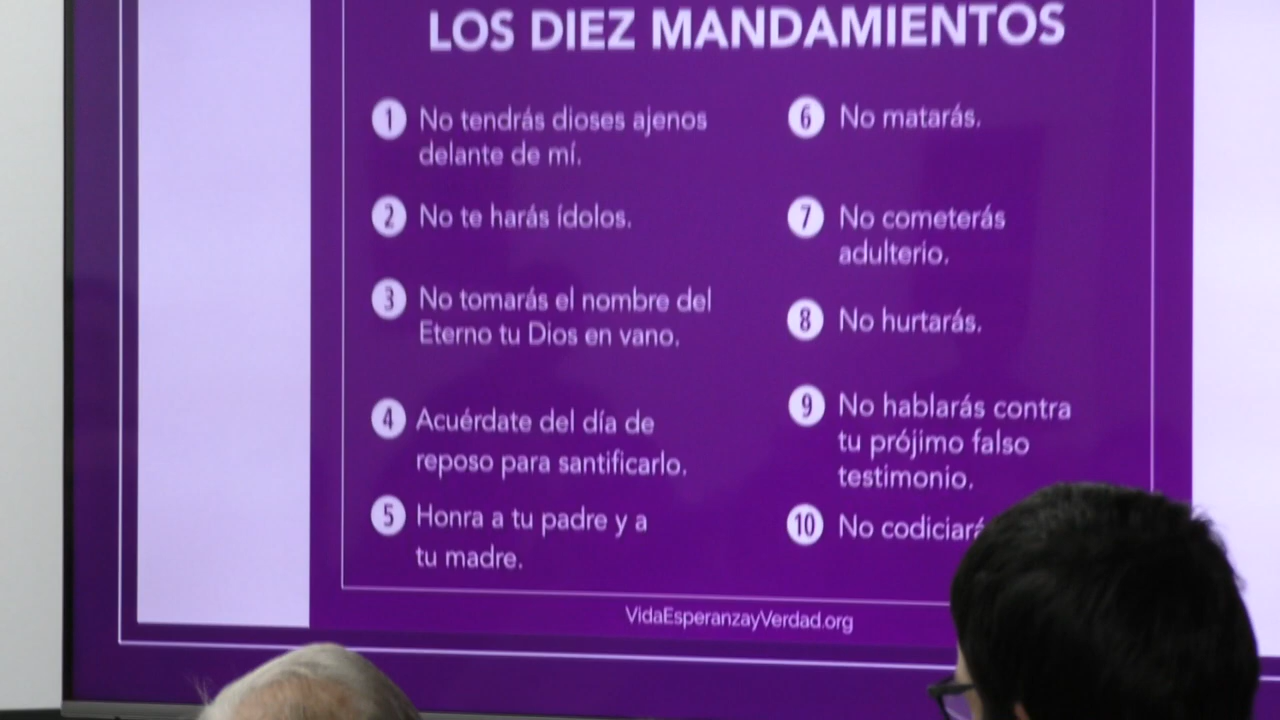 LOS DIEZ MANDAMIENTOS
1 No tendrás dioses ajenos
delante de mí.
2 No te harás ídolos.
3 No tomarás el nombre del
Eterno tu Dios en vano.
4 Acuérdate del día de
reposo para santificarlo.
5 Honra a tu padre y a
tu madre.
6 No matarás.
7 No cometerás
adulterio.
8 No hurtarás.
9 No hablarás contra
tu prójimo falso
testimonio.
10 No
VidaEsperanzayVerdad.org